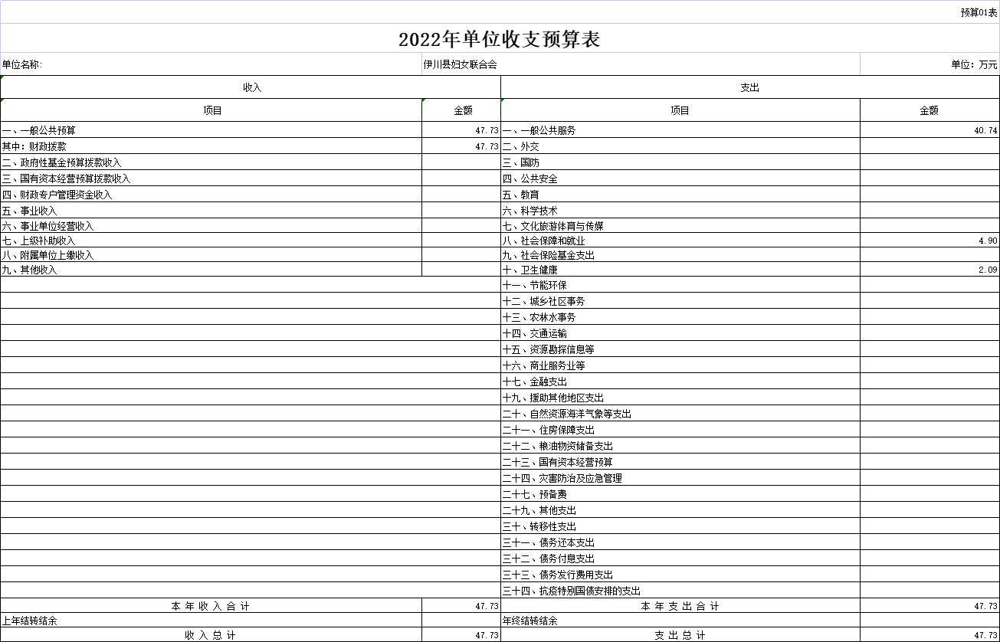 预算01表
2022年单位收支预算表
单位名称: 伊川县妇女联合会 单位：万元
收入 支出
项目 金额 项目 金额
一、一般公共预算 47.73 一、一般公共服务 40.74
其中：财政拨款 47.73 二、外交
二、政府性基金预算拨款收入 三、国防
三、国有资本经营预算拨款收入 四、公共安全
四、财政专户管理资金收入 五、教育
五、事业收入 六、科学技术
六、事业单位经营收入 七、文化旅游体育与传媒
七、上级补助收入 八、社会保障和就业 4.90
八、附属单位上缴收入 九、社会保险基金支出
九、其他收入 十、卫生健康 2.09
十一、节能环保
十二、城乡社区事务
十三、农林水事务
十四、交通运输
十五、资源勘探信息等
十六、商业服务业等
十七、金融支出
十九、援助其他地区支出
二十、自然资源海洋气象等支出
二十一、住房保障支出
二十二、粮油物资储备支出
二十三、国有资本经营预算
二十四、灾害防治及应急管理
二十七、预备费
二十九、其他支出
三十、转移性支出
三十一、债务还本支出
三十二、债务付息支出
三十三、债务发行费用支出
三十四、抗疫特别国债安排的支出
本 年 收 入 合 计 47.73 本 年 支 出 合 计 47.73
上年结转结余 年终结转结余
收 入 总 计 47.73 支 出 总 计 47.73